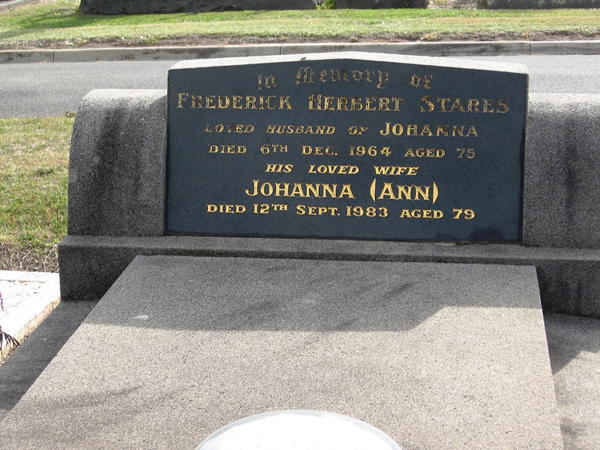 In Memory of
FREDERICK HERBERT STARES
LOVED HUSBAND OF JOHANNA
DIED 6TH DEC. 1964 AGED 75
HIS LOVED WIFE
JOHANNA (ANN)
DIED 12TH SEPT. 1983 AGED 79